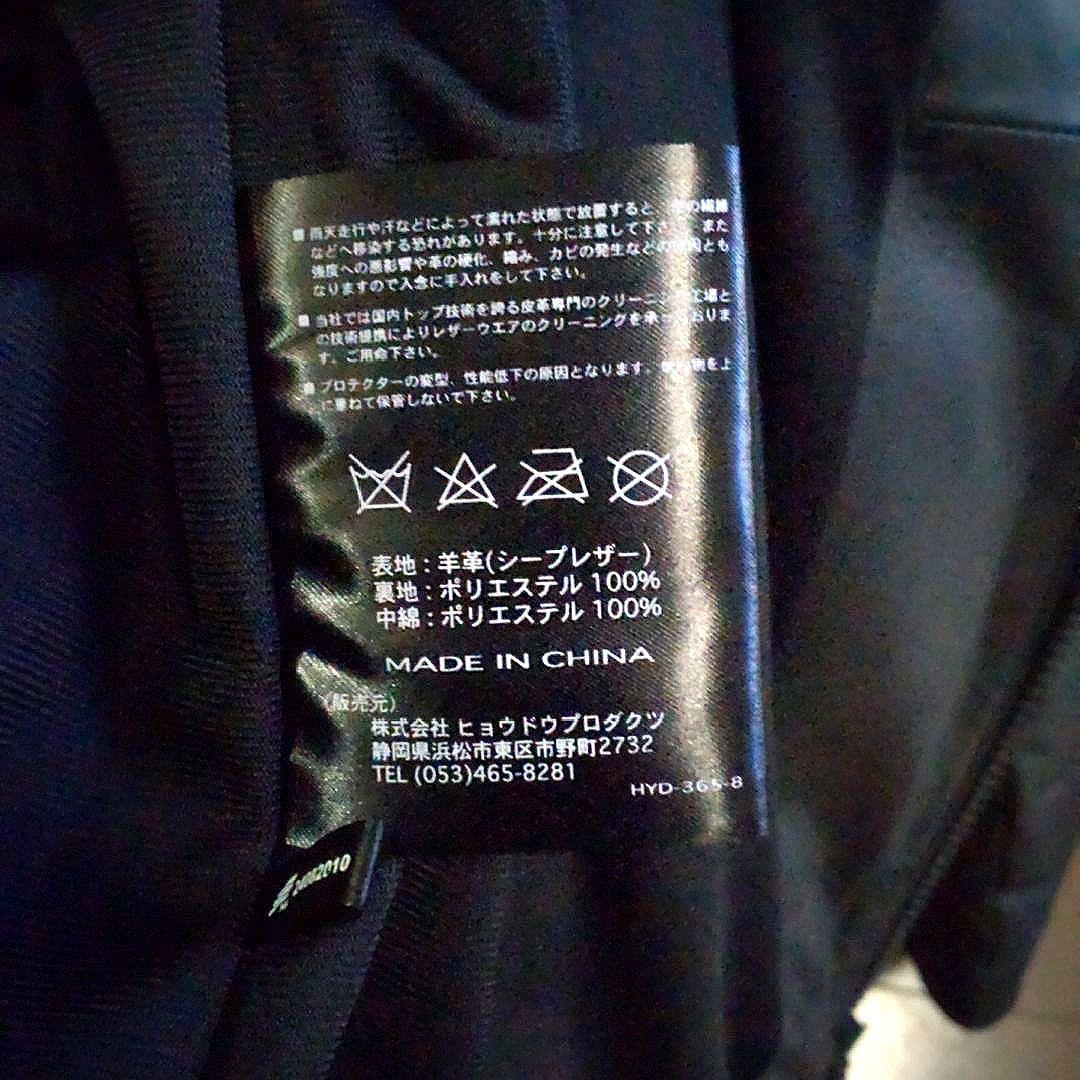 ■ 雨天走行や汗などによって濡れた状態で放置すると、他の繊維
などへ移染する恐れがあります。十分に注意して下さい。また
強度への悪影響や革の硬化、縮み、カビの発生などの原因とも
なりますので入念に手入れをして下さい。
■ 当社では国内トップ技術を誇る皮革専門のクリーニング工場と
の技術提携によりレザーウエアのクリーニングを承っておりま
す。ご用命下さい。
■ プロテクターの変型、性能低下の原因となります。を上
に重ねて保管しないで下さい。
表地 : 羊革(シープレザー)
裏地 : ポリエステル 100%
中綿 : ポリエステル 100%
MADE IN CHINA
(販売元)
株式会社 ヒョウドウプロダクツ
静岡県浜松市東区市野町2732
TEL (053)465-8281
HYD-365-8